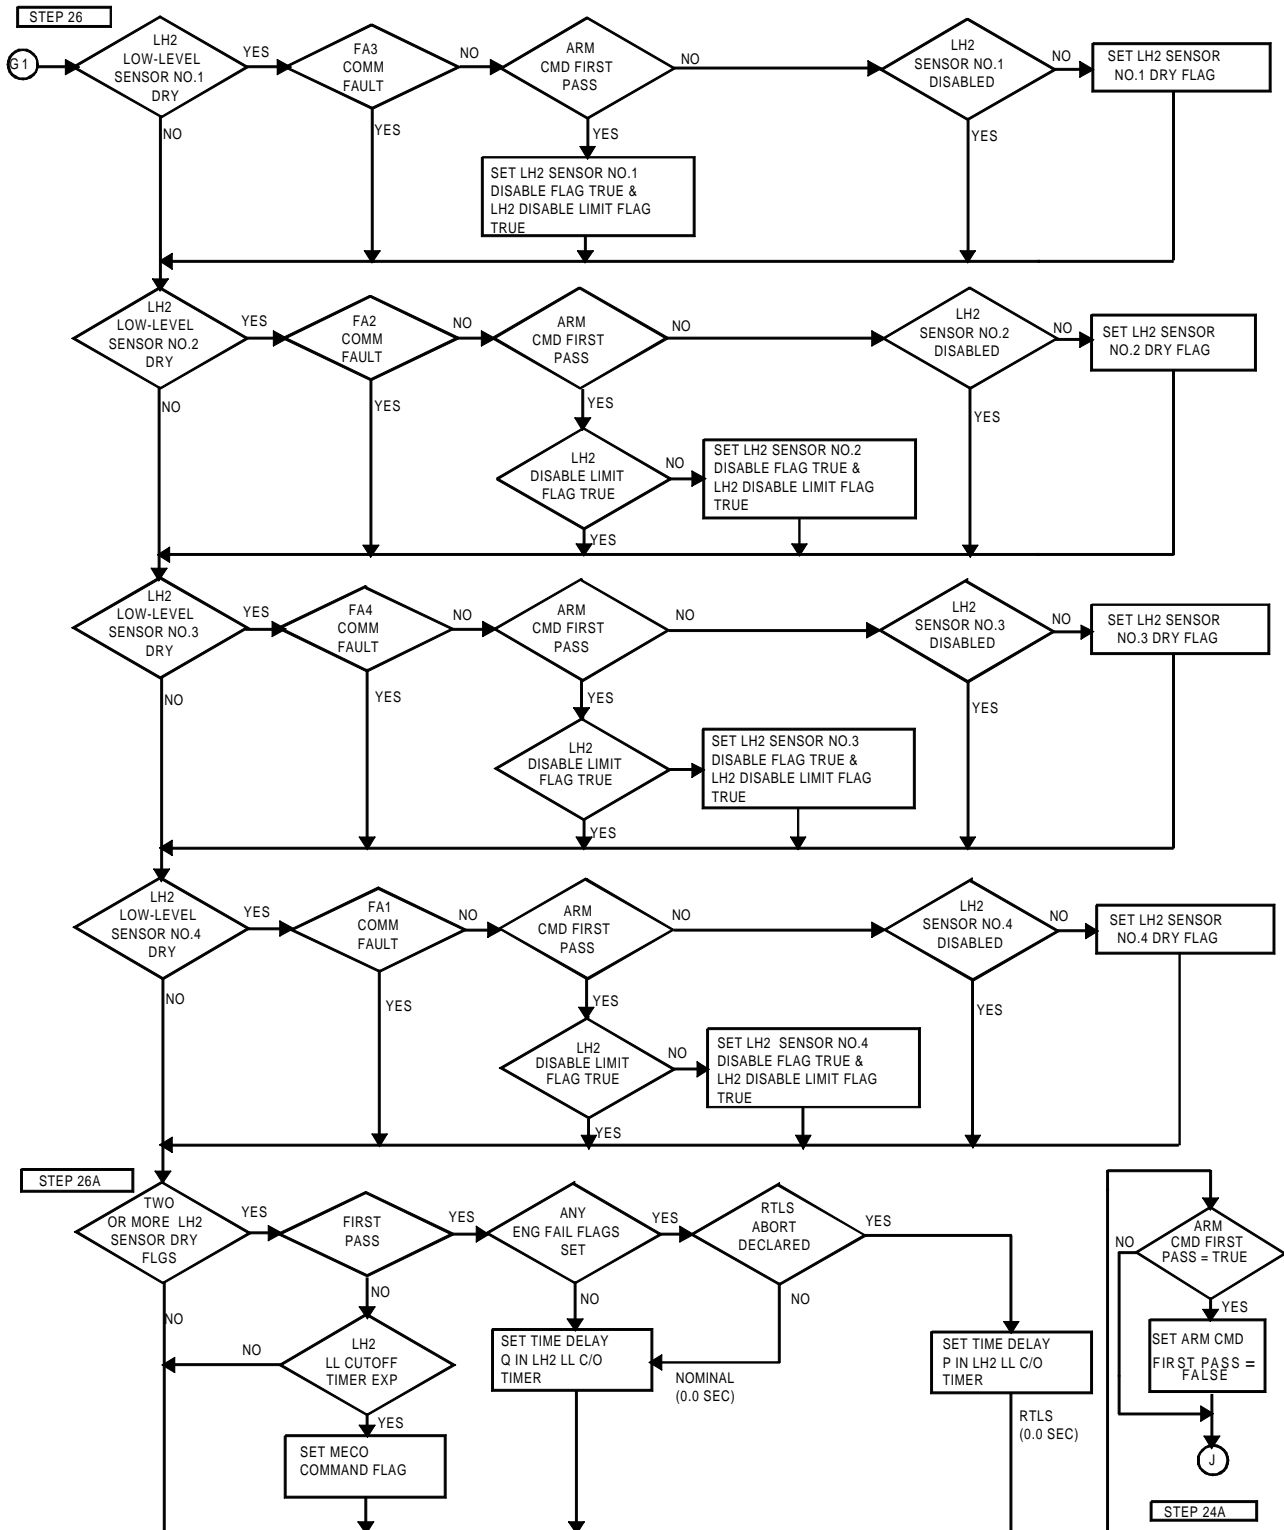 STEP 26
G1
LH2
LOW-LEVEL
SENSOR NO.1
DRY
YES
NO
FA3
COMM
FAULT
NO
YES
ARM
CMD FIRST
PASS
NO
YES
SET LH2 SENSOR NO.1
DISABLE FLAG TRUE &
LH2 DISABLE LIMIT FLAG
TRUE
LH2
SENSOR NO.1
DISABLED
NO
YES
SET LH2 SENSOR
NO.1 DRY FLAG
LH2
LOW-LEVEL
SENSOR NO.2
DRY
YES
NO
FA2
COMM
FAULT
NO
YES
ARM
CMD FIRST
PASS
NO
YES
LH2
DISABLE LIMIT
FLAG TRUE
NO
YES
SET LH2 SENSOR NO.2
DISABLE FLAG TRUE &
LH2 DISABLE LIMIT FLAG
TRUE
LH2
SENSOR NO.2
DISABLED
NO
YES
SET LH2 SENSOR
NO.2 DRY FLAG
LH2
LOW-LEVEL
SENSOR NO.3
DRY
YES
NO
FA4
COMM
FAULT
NO
YES
ARM
CMD FIRST
PASS
NO
YES
LH2
DISABLE LIMIT
FLAG TRUE
YES
SET LH2 SENSOR NO.3
DISABLE FLAG TRUE &
LH2 DISABLE LIMIT FLAG
TRUE
LH2
SENSOR NO.3
DISABLED
NO
YES
SET LH2 SENSOR
NO.3 DRY FLAG
LH2
LOW-LEVEL
SENSOR NO.4
DRY
YES
NO
FA1
COMM
FAULT
NO
YES
ARM
CMD FIRST
PASS
NO
YES
LH2
DISABLE LIMIT
FLAG TRUE
NO
YES
SET LH2 SENSOR NO.4
DISABLE FLAG TRUE &
LH2 DISABLE LIMIT FLAG
TRUE
LH2
SENSOR NO.4
DISABLED
NO
YES
SET LH2 SENSOR
NO.4 DRY FLAG
STEP 26A
TWO
OR MORE LH2
SENSOR DRY
FLGS
YES
NO
FIRST
PASS
YES
NO
LH2
LL CUTOFF
TIMER EXP
NO
YES
SET MECO
COMMAND FLAG
ANY
ENG FAIL FLAGS
SET
YES
NO
SET TIME DELAY
Q IN LH2 LL C/O
TIMER
RTLS
ABORT
DECLARED
YES
NO
NOMINAL
(0.0 SEC)
SET TIME DELAY
P IN LH2 LL C/O
TIMER
RTLS
(0.0 SEC)
ARM
CMD FIRST
PASS = TRUE
NO
YES
SET ARM CMD
FIRST PASS =
FALSE
J
STEP 24A